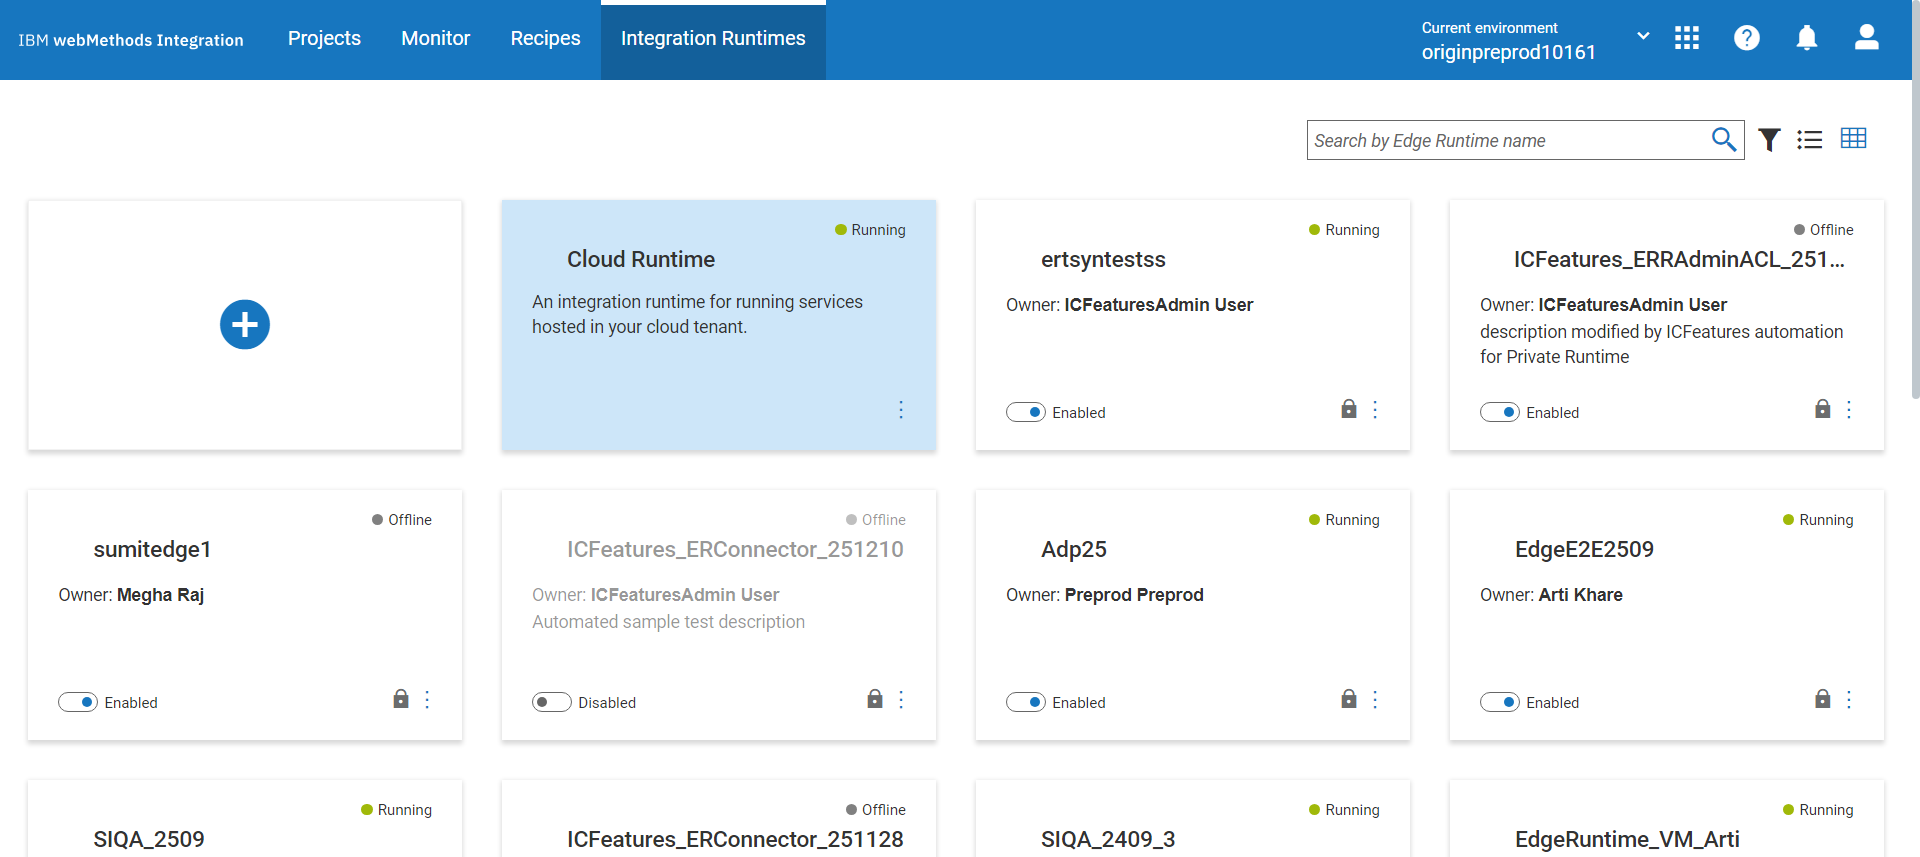 IBM webMethods Integration
Projects
Monitor
Recipes
Integration Runtimes
Current environment
originpreprod10161
Search by Edge Runtime name
Running
Cloud Runtime
An integration runtime for running services
hosted in your cloud tenant.
Running
ertsyntestss
Owner: ICFeaturesAdmin User
Enabled
Offline
ICFeatures_ERRAdminACL_251...
Owner: ICFeaturesAdmin User
description modified by ICFeatures automation
for Private Runtime
Enabled
Offline
sumitedge1
Owner: Megha Raj
Enabled
Offline
ICFeatures_ERConnector_251210
Owner: ICFeaturesAdmin User
Automated sample test description
Disabled
Running
Adp25
Owner: Preprod Preprod
Enabled
Running
EdgeE2E2509
Owner: Arti Khare
Enabled
Running
SIQA_2509
Offline
ICFeatures_ERConnector_251128
Running
SIQA_2409_3
Running
EdgeRuntime_VM_Arti